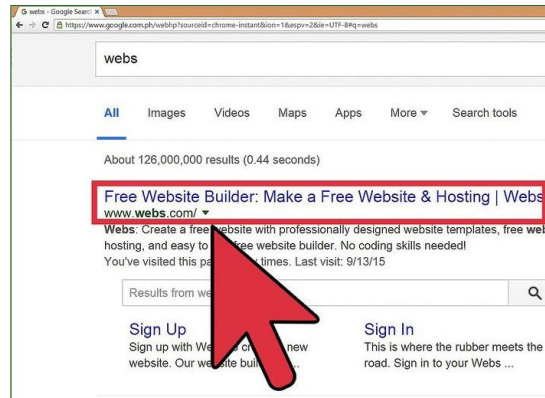 webs - Google Search
https://www.google.com.ph/webhp?sourceid=chrome-instant&ion=1&espv=2&ie=UTF-8#q=webs
webs
All Images Videos Maps Apps More Search tools
About 126,000,000 results (0.44 seconds)
Free Website Builder: Make a Free Website & Hosting | Webs
www.webs.com/
Webs: Create a free website with professionally designed website templates, free web
hosting, and easy to free website builder. No coding skills needed!
You've visited this times. Last visit: 9/13/15
Results from
Sign Up Sign In
Sign up with new This is where the rubber meets the
website. Our road. Sign in to your Webs ...